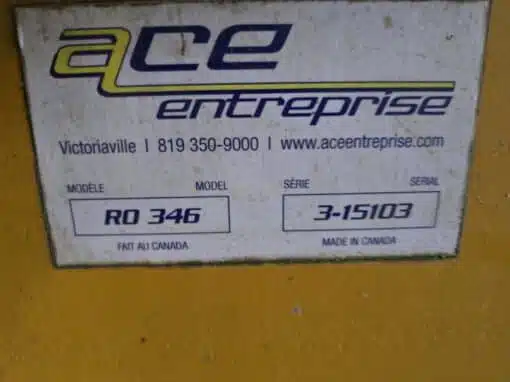 ace
entreprise
Victoriaville | 819 350-9000 | www.aceentreprise.com
MODÈLE MODEL SÉRIE SERIAL
RO 346 3-15103
FAIT AU CANADA MADE IN CANADA